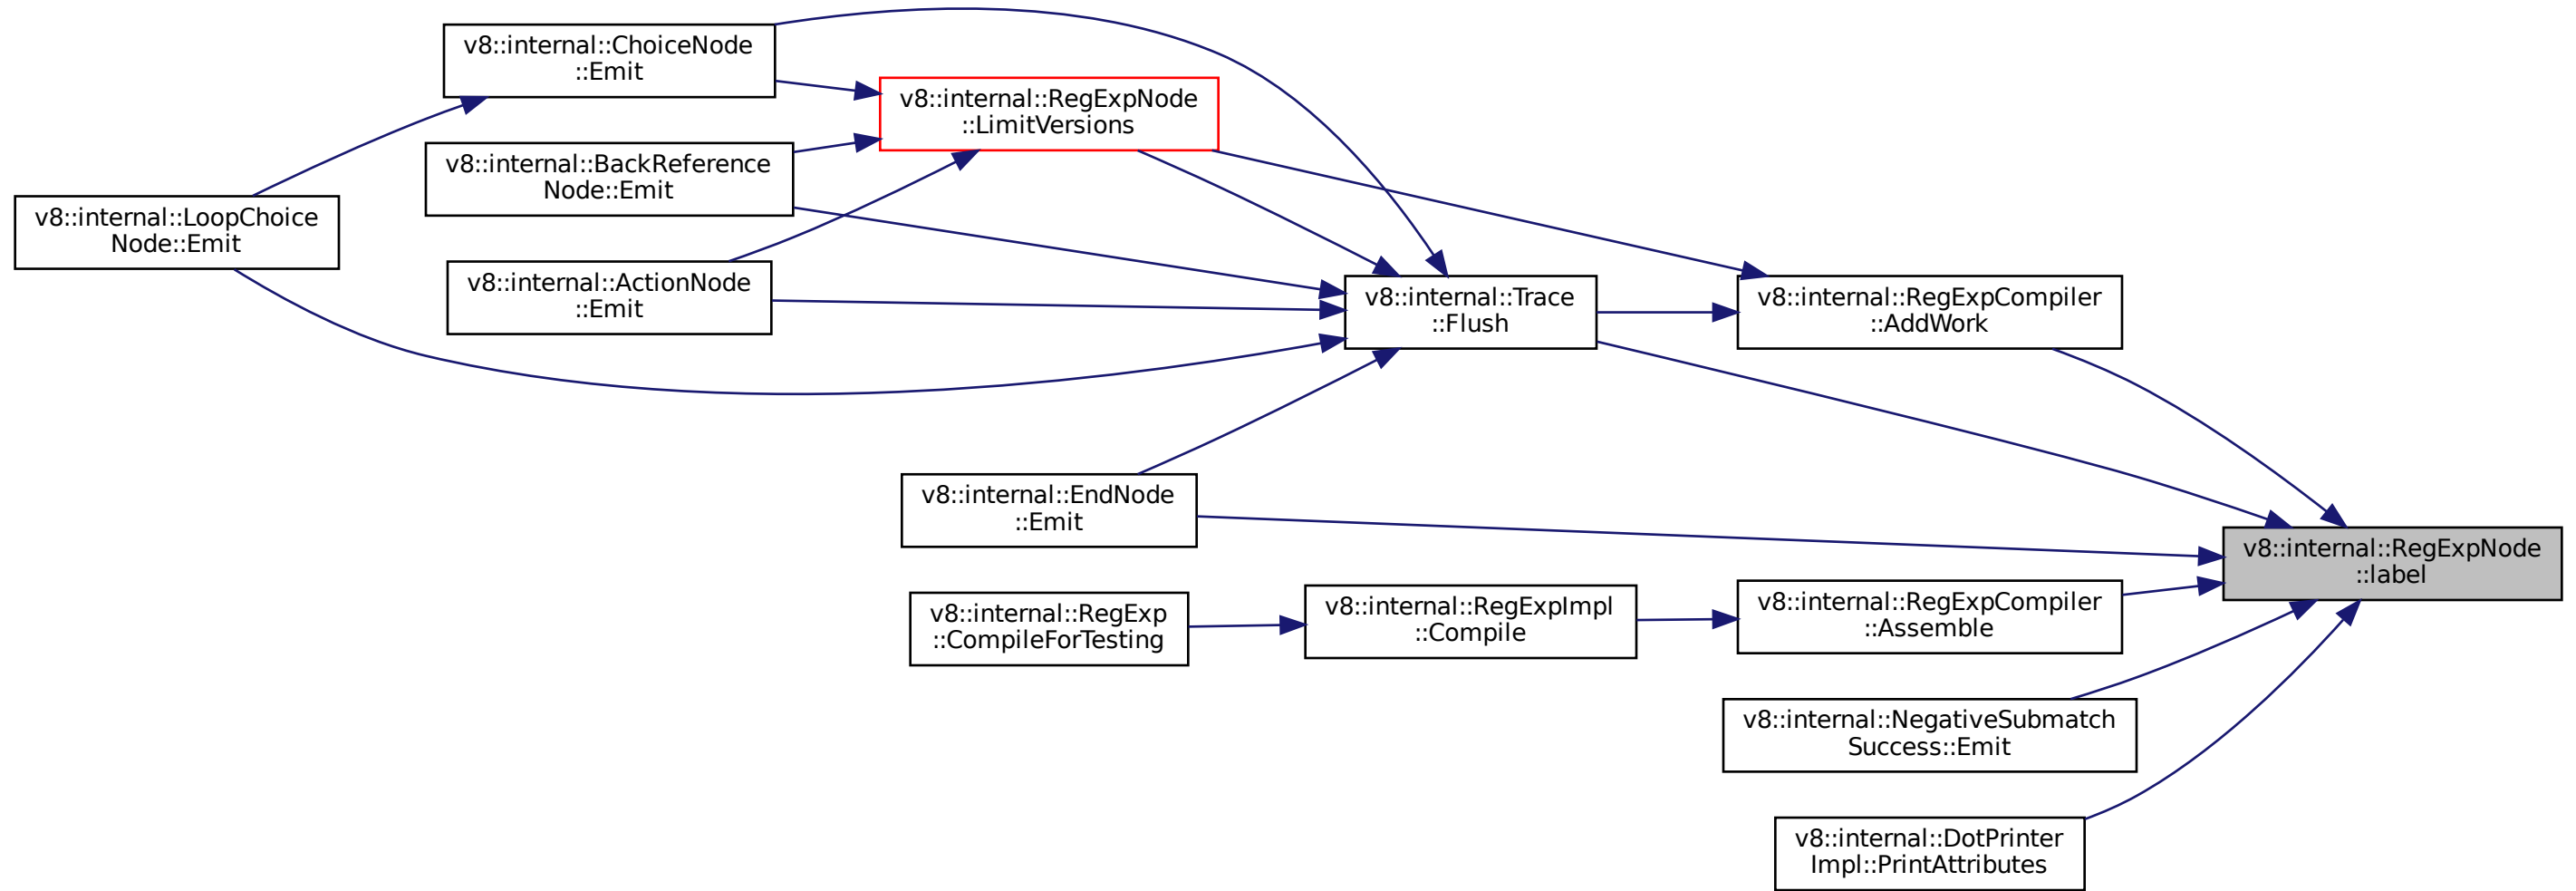 v8::internal::ChoiceNode
::Emit
v8::internal::RegExpNode
::LimitVersions
v8::internal::BackReference
Node::Emit
v8::internal::LoopChoice
Node::Emit
v8::internal::ActionNode
::Emit
v8::internal::Trace
::Flush
v8::internal::RegExpCompiler
::AddWork
v8::internal::EndNode
::Emit
v8::internal::RegExpNode
::label
v8::internal::RegExp
::CompileForTesting
v8::internal::RegExpImpl
::Compile
v8::internal::RegExpCompiler
::Assemble
v8::internal::NegativeSubmatch
Success::Emit
v8::internal::DotPrinter
Impl::PrintAttributes